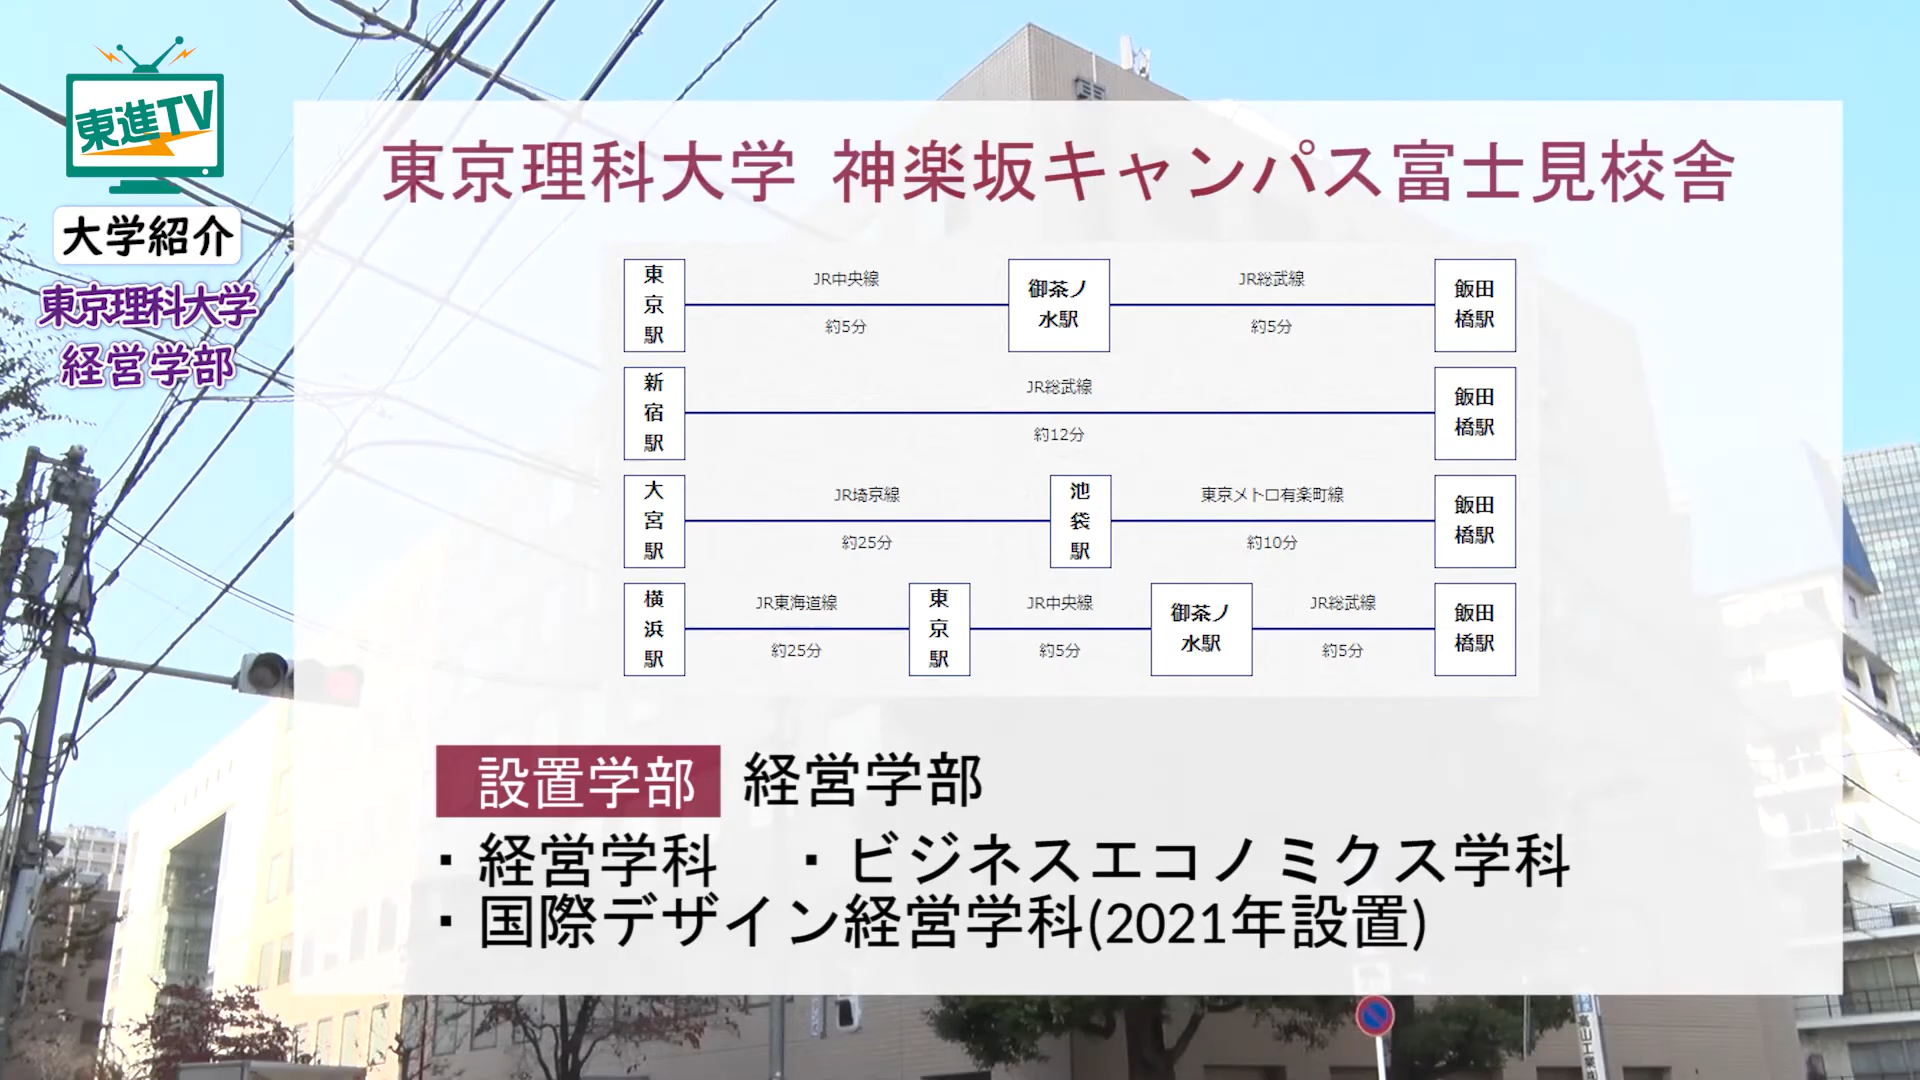 東進TV
大学紹介
東京理科大学
経営学部
東京理科大学 神楽坂キャンパス富士見校舎
東京駅 JR中央線 約5分 御茶ノ水駅 JR総武線 約5分 飯田橋駅
新宿駅 JR総武線 約12分 飯田橋駅
大宮駅 JR埼京線 約25分 池袋駅 東京メトロ有楽町線 約10分 飯田橋駅
横浜駅 JR東海道線 約25分 東京駅 JR中央線 約5分 御茶ノ水駅 JR総武線 約5分 飯田橋駅
設置学部 経営学部
・経営学科 ・ビジネスエコノミクス学科
・国際デザイン経営学科(2021年設置)
富山工業